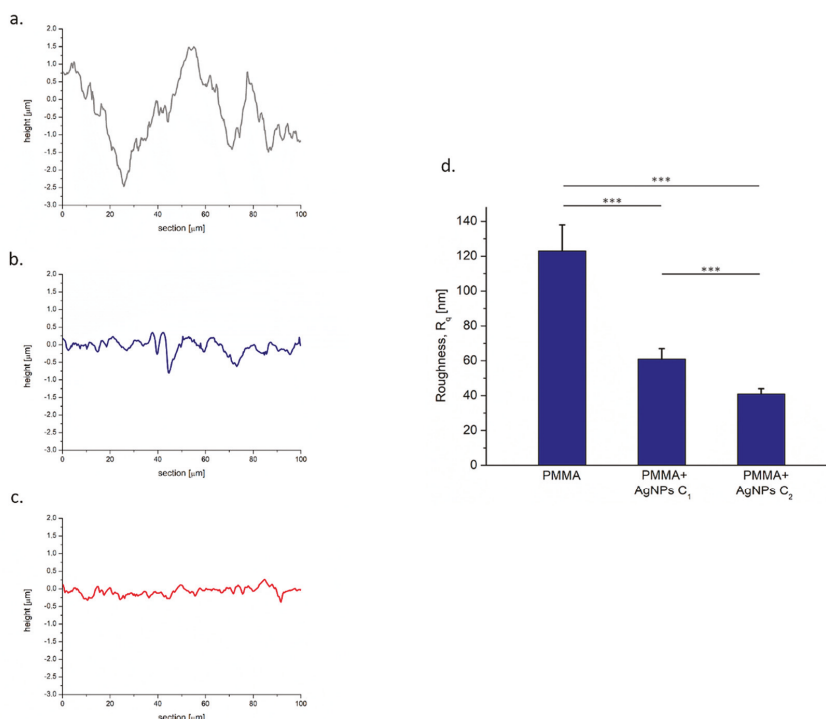 a.
2.0
1.5
1.0
0.5
0.0
-0.5
-1.0
-1.5
-2.0
-2.5
-3.0
height [µm]
0 20 40 60 80 100
section [µm]
b.
2.0
1.5
1.0
0.5
0.0
-0.5
-1.0
-1.5
-2.0
-2.5
-3.0
height [µm]
0 20 40 60 80 100
section [µm]
c.
2.0
1.5
1.0
0.5
0.0
-0.5
-1.0
-1.5
-2.0
-2.5
-3.0
height [µm]
0 20 40 60 80 100
section [µm]
d.
***
***
***
140
120
100
80
60
40
20
0
Roughness, Rq [nm]
PMMA PMMA+ PMMA+
AgNPs C1 AgNPs C2